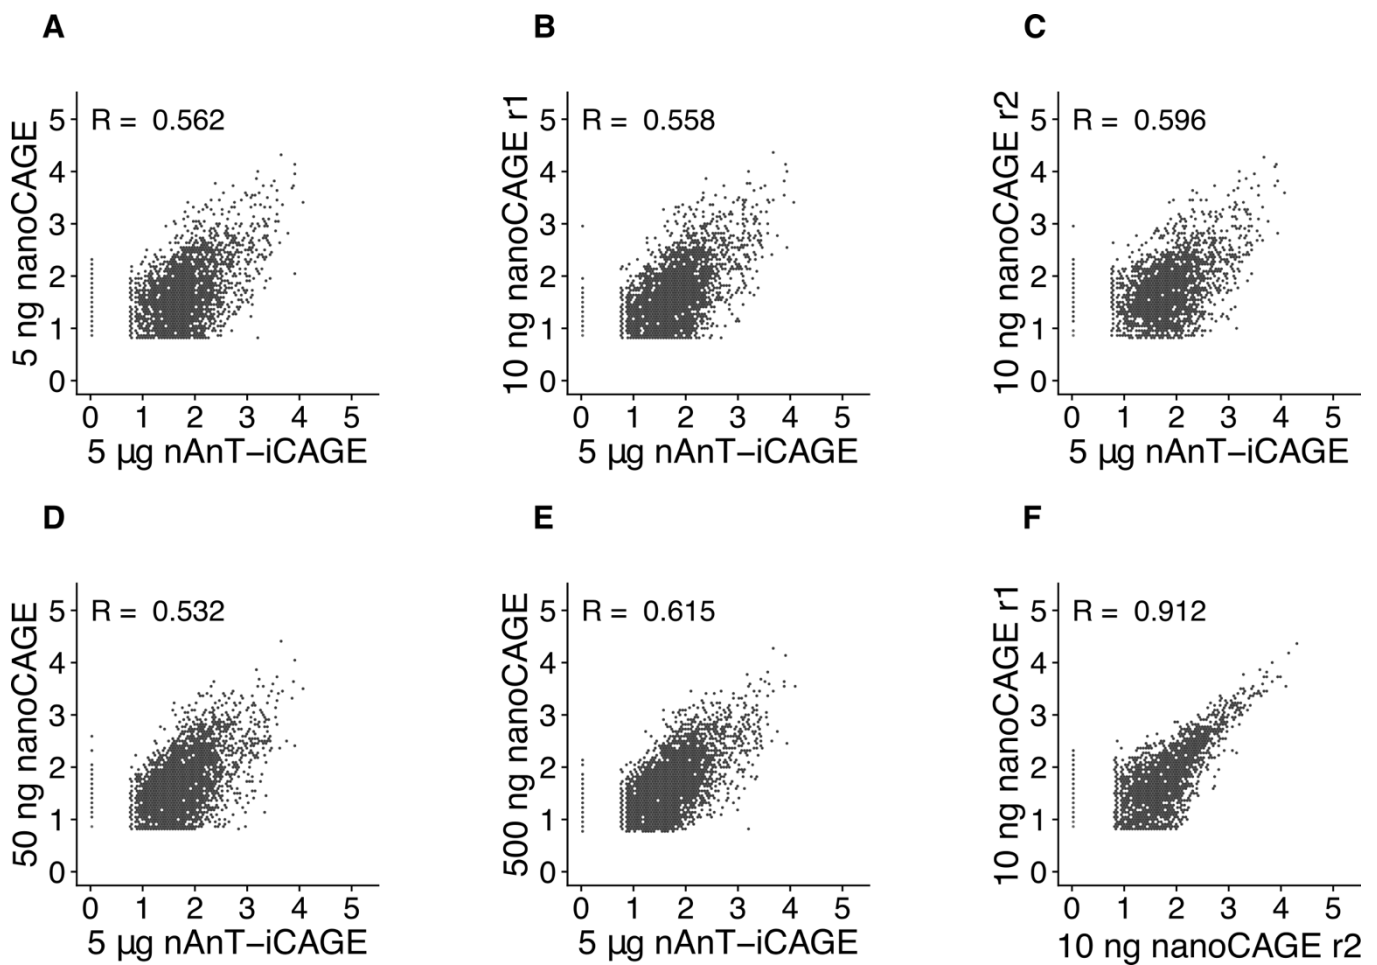 A
B
C
5 ng nanoCAGE
R = 0.562
5
4
3
2
1
0
0 1 2 3 4 5
5 µg nAnT–iCAGE
10 ng nanoCAGE r1
R = 0.558
5
4
3
2
1
0
0 1 2 3 4 5
5 µg nAnT–iCAGE
10 ng nanoCAGE r2
R = 0.596
5
4
3
2
1
0
0 1 2 3 4 5
5 µg nAnT–iCAGE
D
E
F
50 ng nanoCAGE
R = 0.532
5
4
3
2
1
0
0 1 2 3 4 5
5 µg nAnT–iCAGE
500 ng nanoCAGE
R = 0.615
5
4
3
2
1
0
0 1 2 3 4 5
5 µg nAnT–iCAGE
10 ng nanoCAGE r1
R = 0.912
5
4
3
2
1
0
0 1 2 3 4 5
10 ng nanoCAGE r2